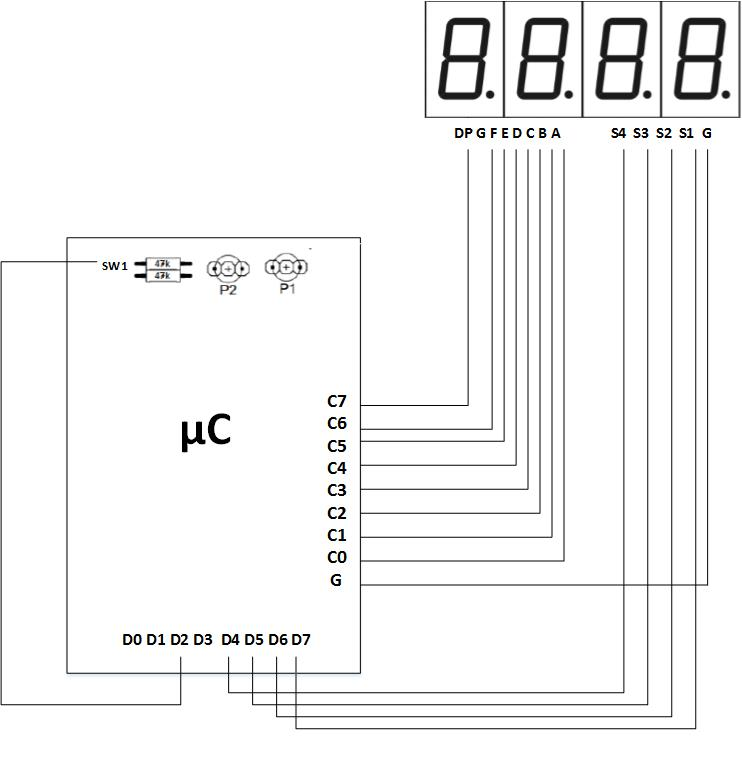 DP G F E D C B A S4 S3 S2 S1 G
SW1 47k
47k
P2 P1
C7
µC
C6
C5
C4
C3
C2
C1
C0
G
D0 D1 D2 D3 D4 D5 D6 D7